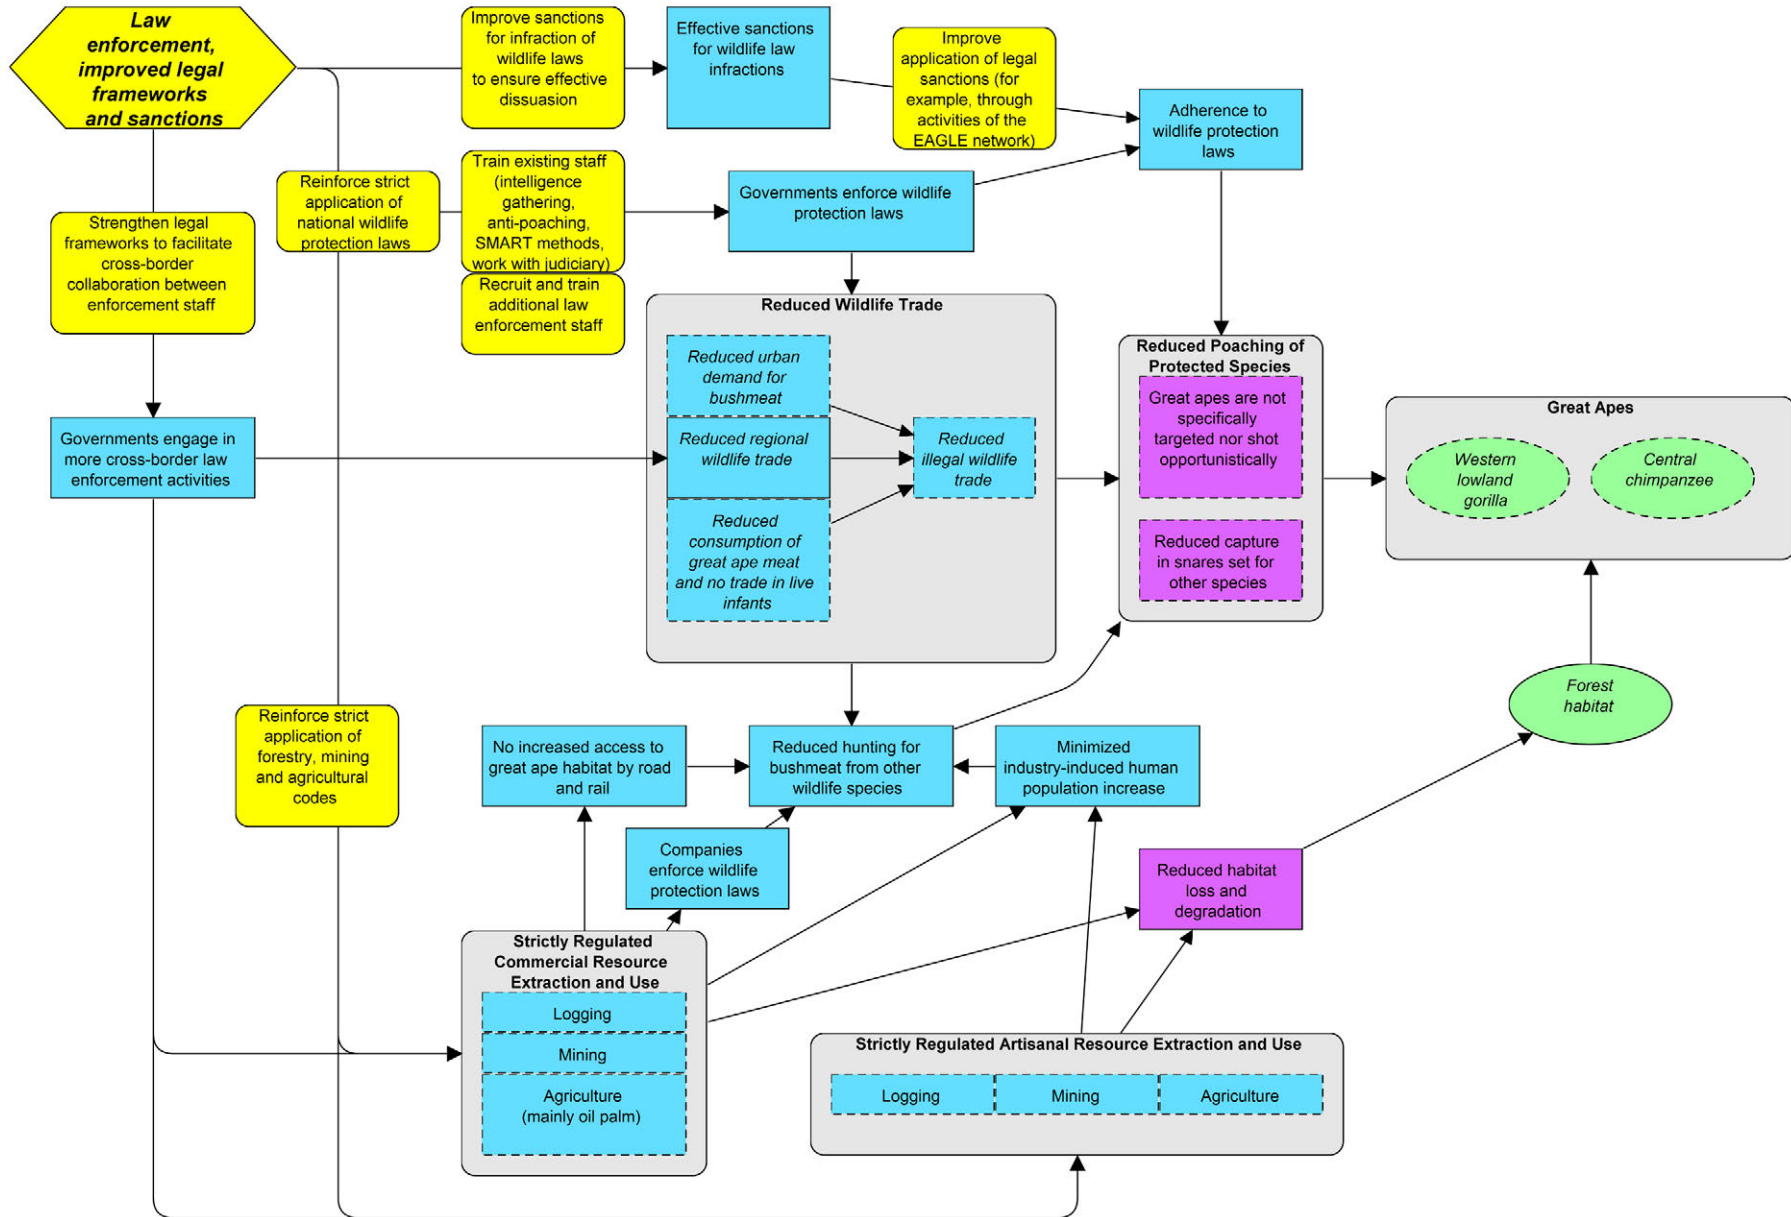 Law
enforcement,
improved legal
frameworks
and sanctions
Improve sanctions
for infraction of
wildlife laws
to ensure effective
dissuasion
Effective sanctions
for wildlife law
infractions
Improve
application of legal
sanctions (for
example, through
activities of the
EAGLE network)
Adherence to
wildlife protection
laws
Reinforce strict
application of
national wildlife
protection laws
Train existing staff
(intelligence
gathering,
anti-poaching,
SMART methods,
work with judiciary)
Recruit and train
additional law
enforcement staff
Governments enforce wildlife
protection laws
Strengthen legal
frameworks to facilitate
cross-border
collaboration between
enforcement staff
Governments engage in
more cross-border law
enforcement activities
Reduced Wildlife Trade
Reduced urban
demand for
bushmeat
Reduced regional
wildlife trade
Reduced
consumption of
great ape meat
and no trade in live
infants
Reduced
illegal wildlife
trade
Reduced Poaching of
Protected Species
Great apes are not
specifically
targeted nor shot
opportunistically
Reduced capture
in snares set for
other species
Great Apes
Western
lowland
gorilla
Central
chimpanzee
Forest
habitat
Reinforce strict
application of
forestry, mining
and agricultural
codes
No increased access to
great ape habitat by road
and rail
Reduced hunting for
bushmeat from other
wildlife species
Minimized
industry-induced human
population increase
Companies
enforce wildlife
protection laws
Reduced habitat
loss and
degradation
Strictly Regulated
Commercial Resource
Extraction and Use
Logging
Mining
Agriculture
(mainly oil palm)
Strictly Regulated Artisanal Resource Extraction and Use
Logging
Mining
Agriculture